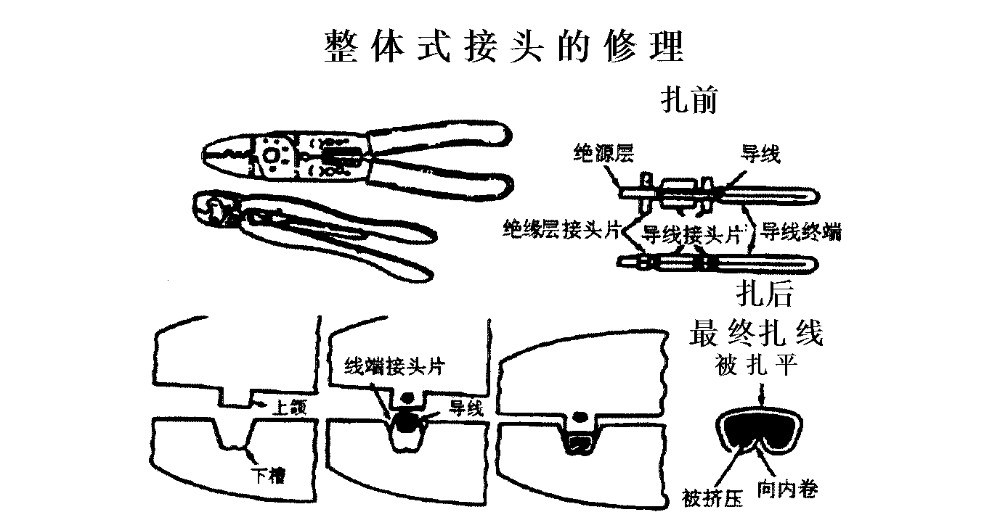 整体式接头的修理
扎前
绝源层
导线
绝缘层接头片
导线接头片
导线终端
扎后
最终扎线
被扎平
线端接头片
上颚
导线
下槽
被挤压
向内卷